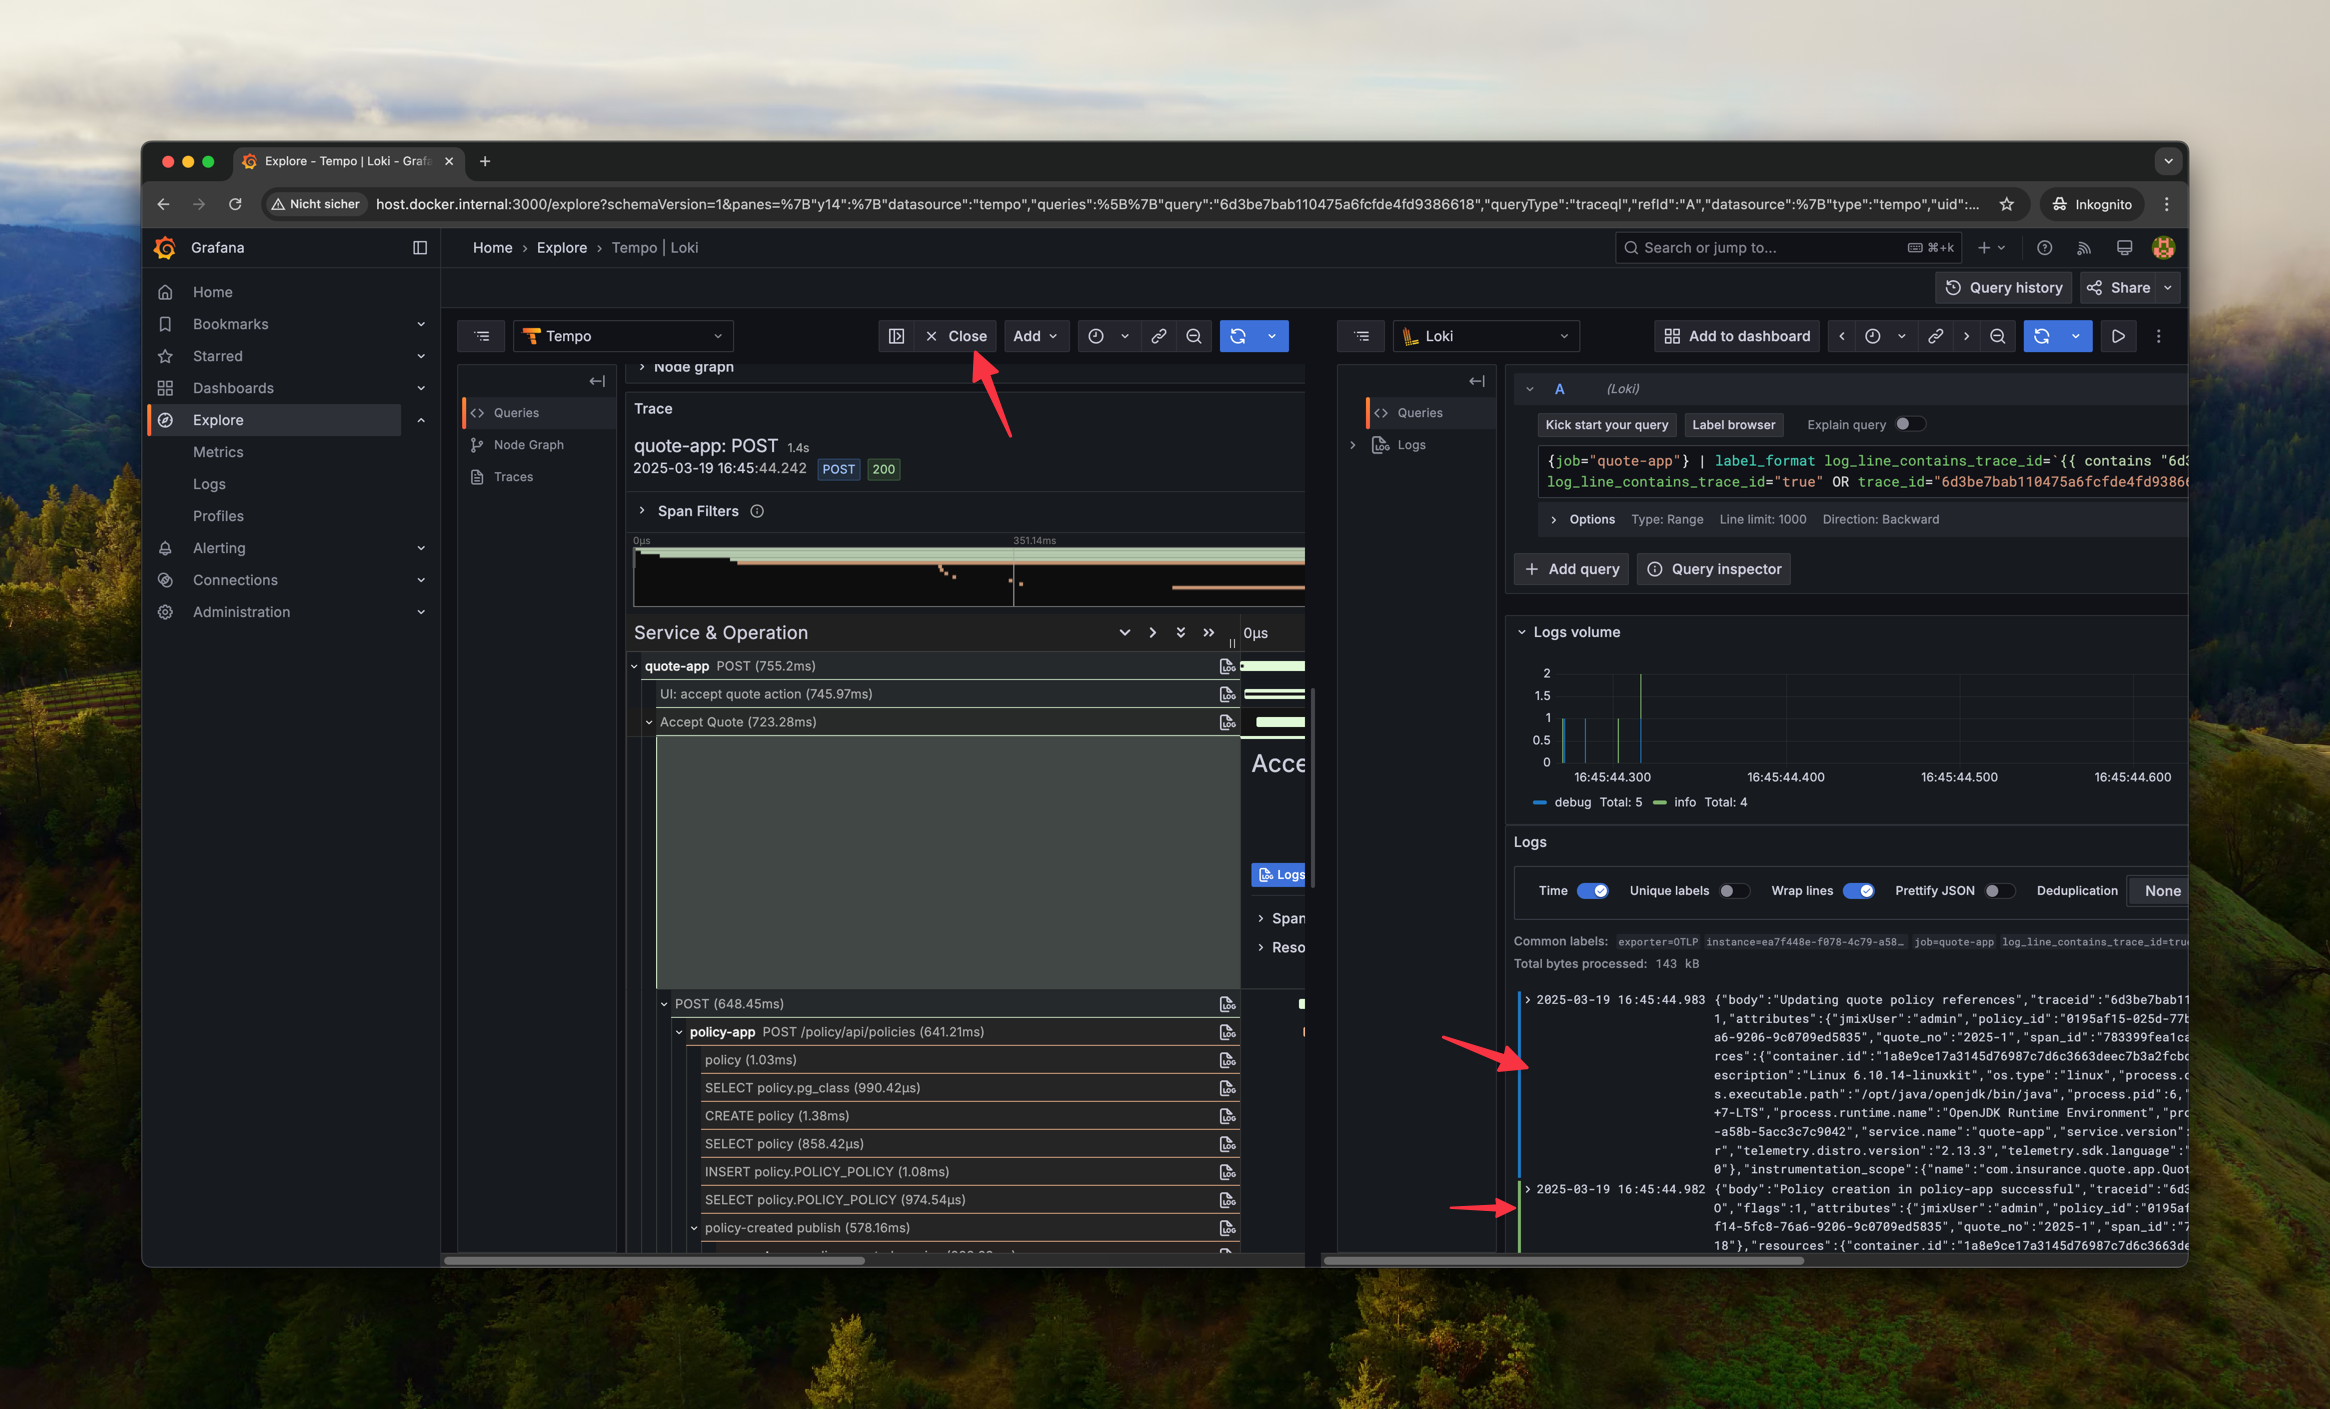 Explore - Tempo | Loki - Grafa
Nicht sicher
host.docker.internal:3000/explore?schemaVersion=1&panes=%7B"y14":%7B"datasource":"tempo","queries":%5B%7B"query":"6d3be7bab110475a6fcfde4fd9386618","queryType":"traceql","refId":"A","datasource":%7B"type":"tempo","uid":...
Inkognito
Grafana
Home › Explore › Tempo | Loki
Search or jump to...
⌘+k
Query history
Share
Home
Bookmarks
Starred
Dashboards
Explore
Metrics
Logs
Profiles
Alerting
Connections
Administration
Tempo
Close
Add
Queries
Node Graph
Traces
Node graph
Trace
quote-app: POST 1.4s
2025-03-19 16:45:44.242 POST 200
Span Filters
0µs 351.14ms
Service & Operation 0µs
quote-app POST (755.2ms)
UI: accept quote action (745.97ms)
Accept Quote (723.28ms)
Acce
Logs
Span
Reso
POST (648.45ms)
policy-app POST /policy/api/policies (641.21ms)
policy (1.03ms)
SELECT policy.pg_class (990.42µs)
CREATE policy (1.38ms)
SELECT policy (858.42µs)
INSERT policy.POLICY_POLICY (1.08ms)
SELECT policy.POLICY_POLICY (974.54µs)
policy-created publish (578.16ms)
Loki
Add to dashboard
Queries
Logs
A (Loki)
Kick start your query
Label browser
Explain query
{job="quote-app"} | label_format log_line_contains_trace_id=`{{ contains "6d3
log_line_contains_trace_id="true" OR trace_id="6d3be7bab110475a6fcfde4fd9386
Options Type: Range Line limit: 1000 Direction: Backward
+ Add query
Query inspector
Logs volume
2
1.5
1
0.5
0
16:45:44.300 16:45:44.400 16:45:44.500 16:45:44.600
debug Total: 5 info Total: 4
Logs
Time Unique labels Wrap lines Prettify JSON Deduplication None
Common labels: exporter=OTLP instance=ea7f448e-f078-4c79-a58… job=quote-app log_line_contains_trace_id=true
Total bytes processed: 143 kB
2025-03-19 16:45:44.983 {"body":"Updating quote policy references","traceid":"6d3be7bab11
1,"attributes":{"jmixUser":"admin","policy_id":"0195af15-025d-77b
a6-9206-9c0709ed5835","quote_no":"2025-1","span_id":"783399fea1ca
rces":{"container.id":"1a8e9ce17a3145d76987c7d6c3663deec7b3a2fcbd
escription":"Linux 6.10.14-linuxkit","os.type":"linux","process.c
s.executable.path":"/opt/java/openjdk/bin/java","process.pid":6,"
+7-LTS","process.runtime.name":"OpenJDK Runtime Environment","pro
-a58b-5acc3c7c9042","service.name":"quote-app","service.version":
r","telemetry.distro.version":"2.13.3","telemetry.sdk.language":"
0"},"instrumentation_scope":{"name":"com.insurance.quote.app.Quot
2025-03-19 16:45:44.982 {"body":"Policy creation in policy-app successful","traceid":"6d3
O","flags":1,"attributes":{"jmixUser":"admin","policy_id":"0195af
f14-5fc8-76a6-9206-9c0709ed5835","quote_no":"2025-1","span_id":"7
18"},"resources":{"container.id":"1a8e9ce17a3145d76987c7d6c3663de